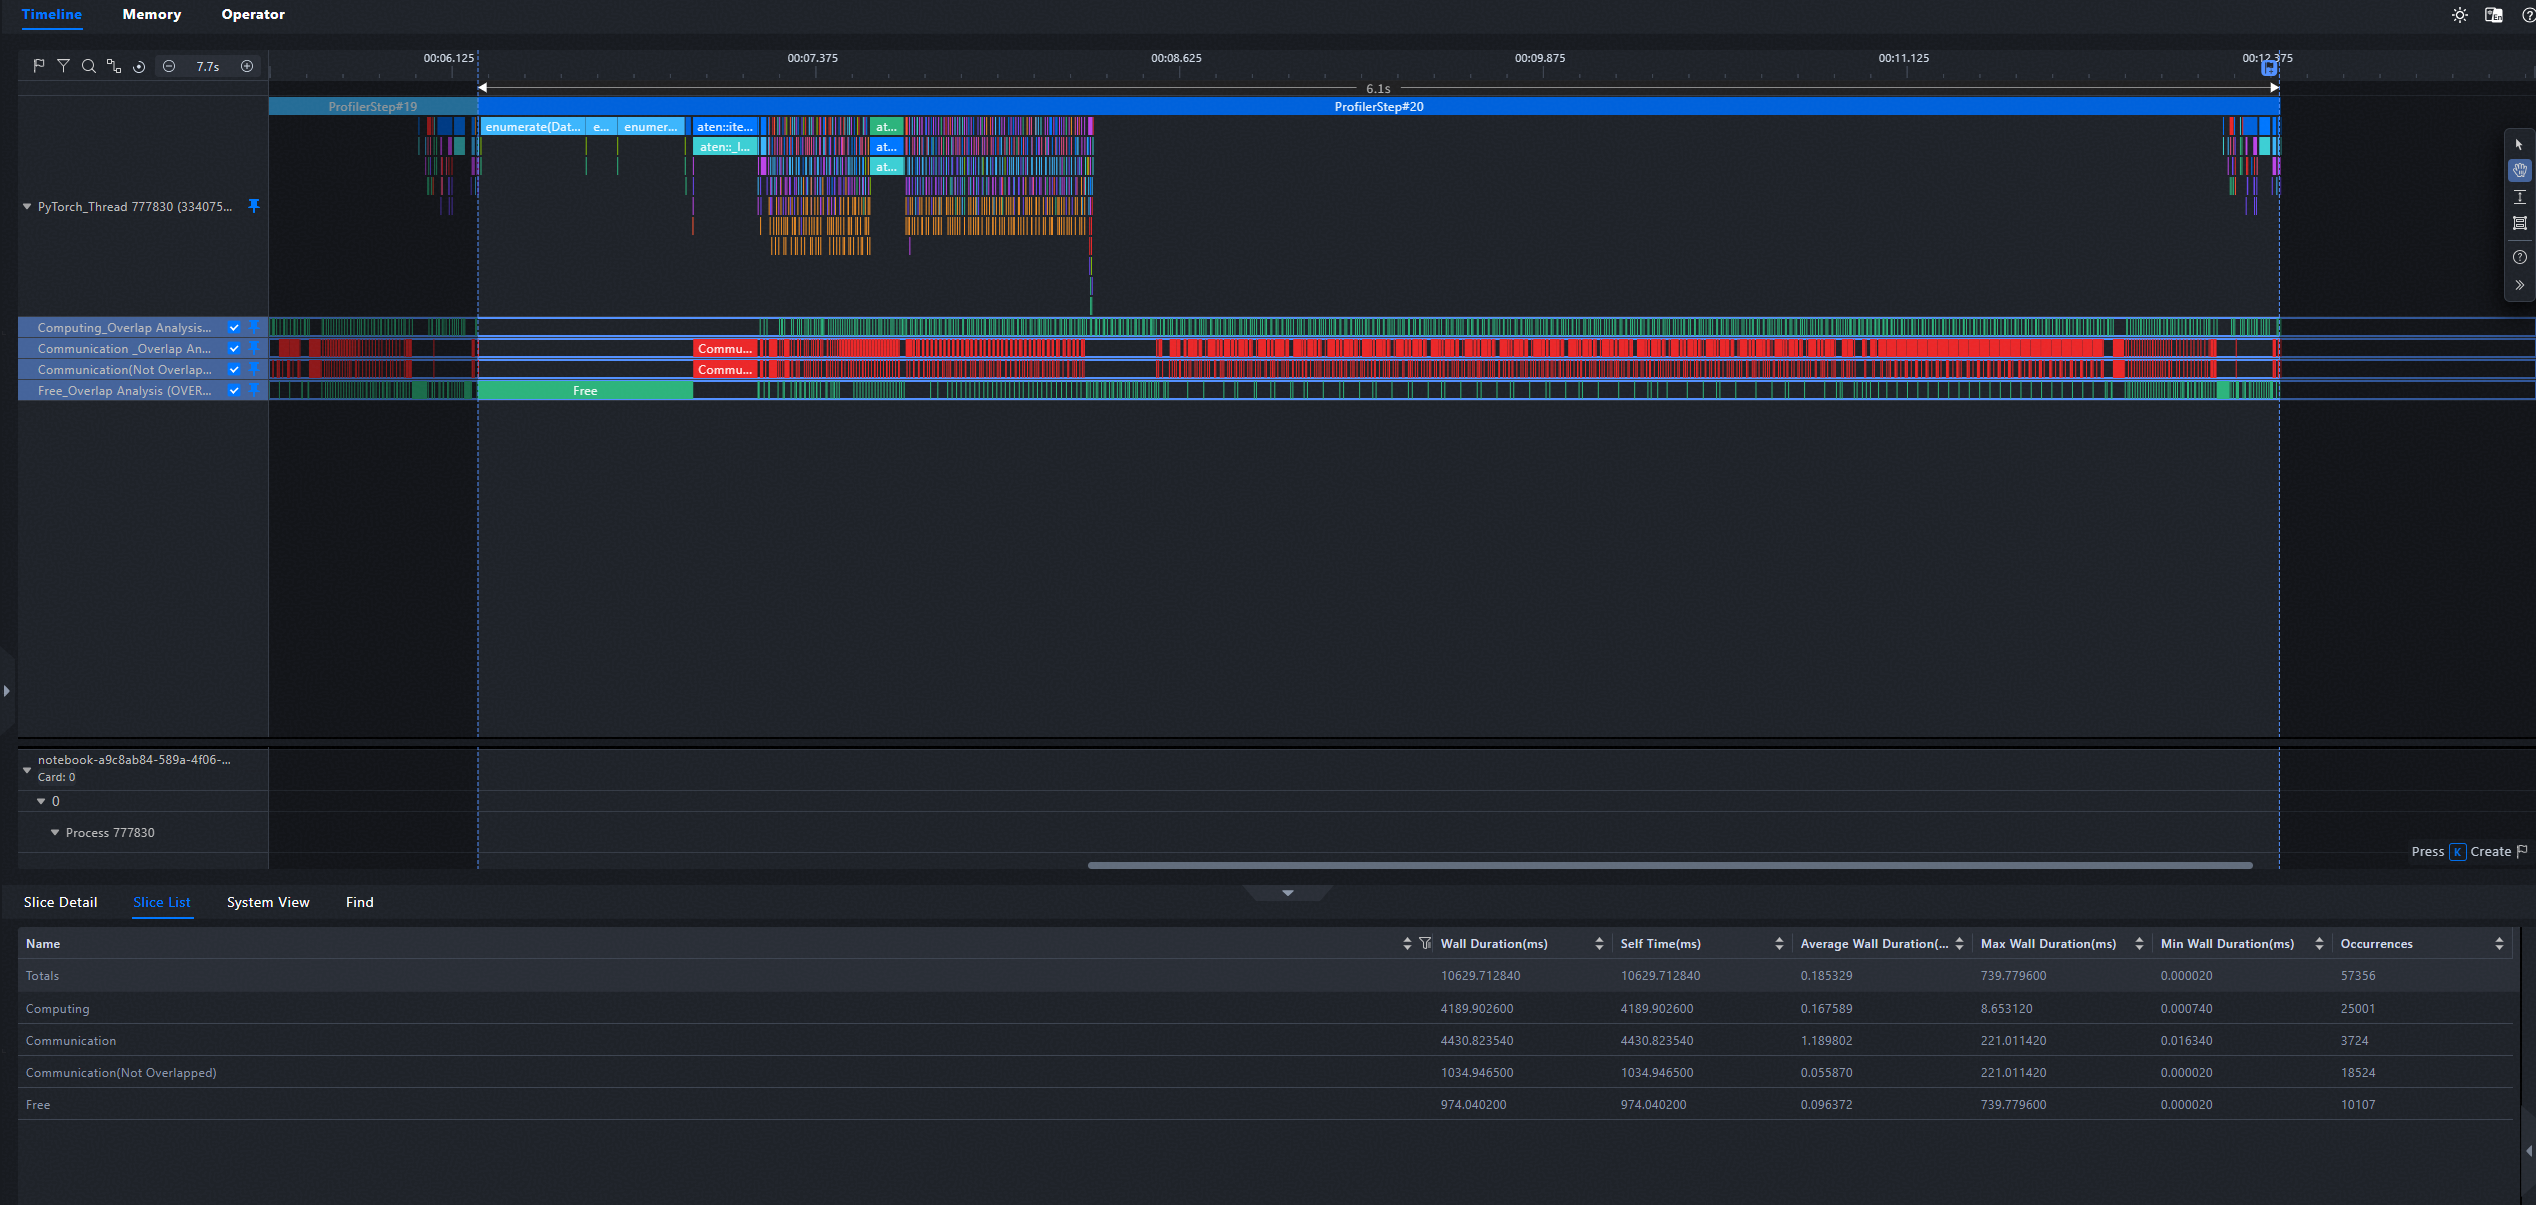 Timeline Memory Operator
7.7s
00:06.125 00:07.375 00:08.625 00:09.875 00:11.125 00:12.375
6.1s
ProfilerStep#19 ProfilerStep#20
enumerate(Dat... e... enumer... aten::ite... at...
aten::_l... at...
at...
PyTorch_Thread 777830 (334075...
Computing_Overlap Analysis...
Communication _Overlap An... Commu...
Communication(Not Overlap... Commu...
Free_Overlap Analysis (OVER... Free
notebook-a9c8ab84-589a-4f06-...
Card: 0
0
Process 777830
Press K Create
Slice Detail Slice List System View Find
Name Wall Duration(ms) Self Time(ms) Average Wall Duration(... Max Wall Duration(ms) Min Wall Duration(ms) Occurrences
Totals 10629.712840 10629.712840 0.185329 739.779600 0.000020 57356
Computing 4189.902600 4189.902600 0.167589 8.653120 0.000740 25001
Communication 4430.823540 4430.823540 1.189802 221.011420 0.016340 3724
Communication(Not Overlapped) 1034.946500 1034.946500 0.055870 221.011420 0.000020 18524
Free 974.040200 974.040200 0.096372 739.779600 0.000020 10107